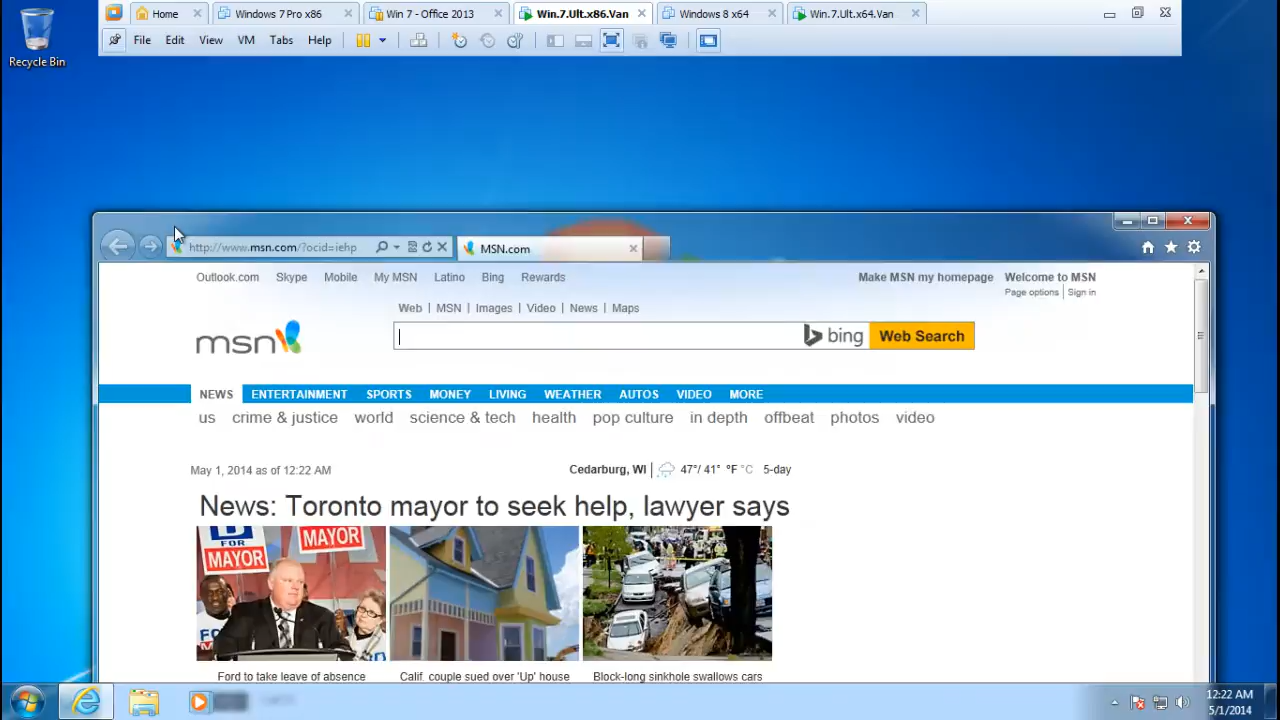 Home Windows 7 Pro x86 Win 7 - Office 2013 Win.7.Ult.x86.Van Windows 8 x64 Win.7.Ult.x64.Van
File Edit View VM Tabs Help
Recycle Bin
http://www.msn.com/?ocid=iehp MSN.com
Outlook.com Skype Mobile My MSN Latino Bing Rewards Make MSN my homepage Welcome to MSN
Page options Sign in
Web | MSN | Images | Video | News | Maps
msn bing Web Search
NEWS ENTERTAINMENT SPORTS MONEY LIVING WEATHER AUTOS VIDEO MORE
us crime & justice world science & tech health pop culture in depth offbeat photos video
May 1, 2014 as of 12:22 AM Cedarburg, WI 47°/ 41° °F °C 5-day
News: Toronto mayor to seek help, lawyer says
FOR MAYOR MAYOR
Ford to take leave of absence Calif. couple sued over 'Up' house Block-long sinkhole swallows cars
12:22 AM
5/1/2014